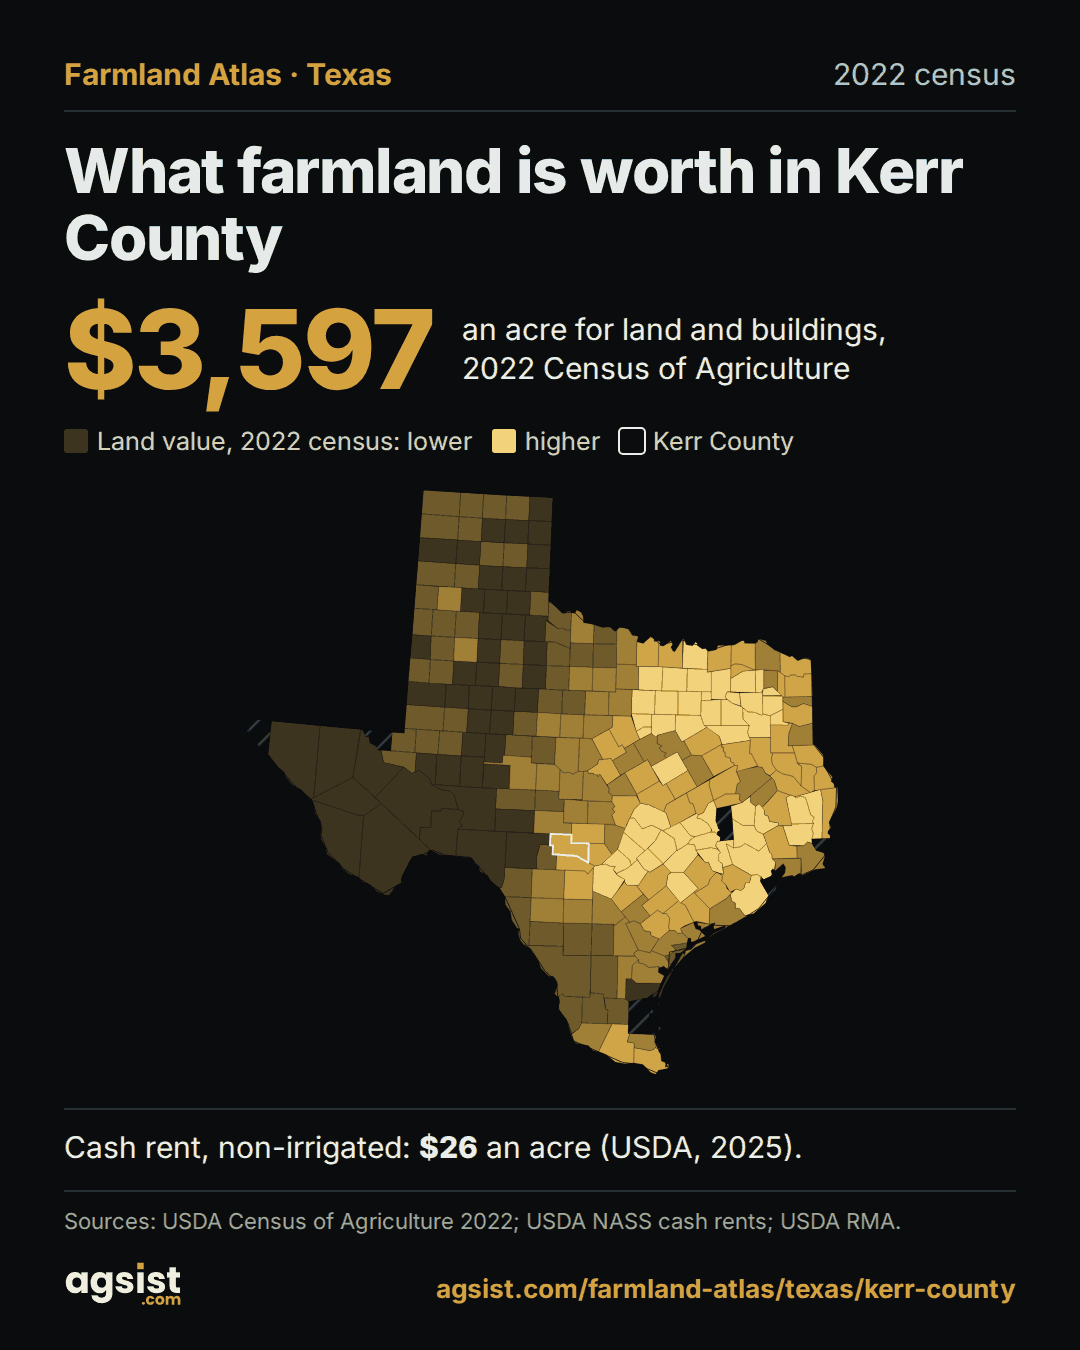 Farmland Atlas · Texas
2022 census
What farmland is worth in Kerr
County
$3,597
an acre for land and buildings,
2022 Census of Agriculture
Land value, 2022 census: lower
higher
Kerr County
Cash rent, non-irrigated: $26 an acre (USDA, 2025).
Sources: USDA Census of Agriculture 2022; USDA NASS cash rents; USDA RMA.
agsist
.com
agsist.com/farmland-atlas/texas/kerr-county